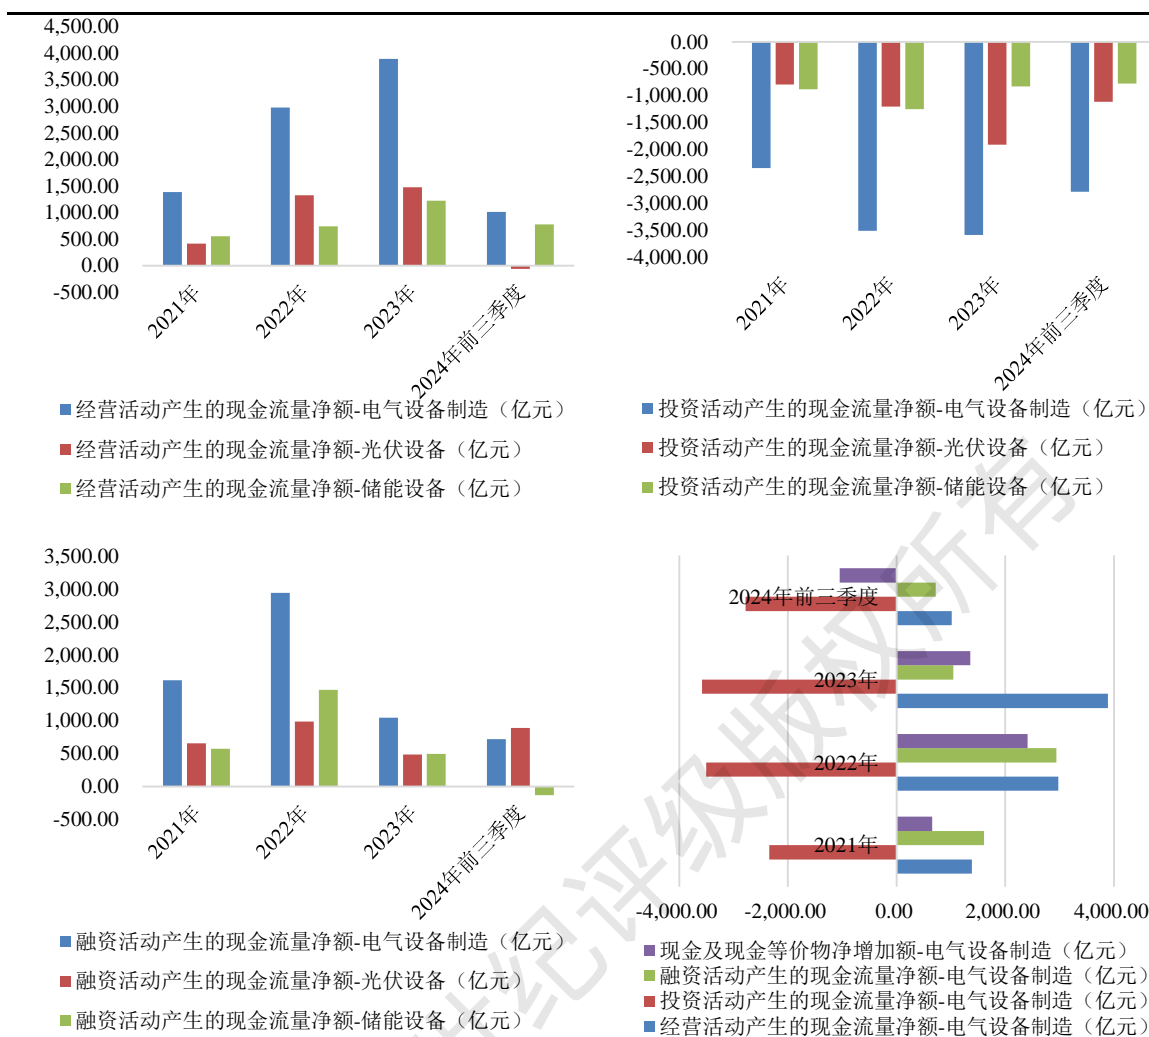 4,500.00
4,000.00
3,500.00
3,000.00
2,500.00
2,000.00
1,500.00
1,000.00
500.00
0.00
-500.00
2021年
2022年
2023年
2024年前三季度
经营活动产生的现金流量净额-电气设备制造（亿元）
经营活动产生的现金流量净额-光伏设备（亿元）
经营活动产生的现金流量净额-储能设备（亿元）
0.00
-500.00
-1,000.00
-1,500.00
-2,000.00
-2,500.00
-3,000.00
-3,500.00
-4,000.00
2021年
2022年
2023年
2024年前三季度
投资活动产生的现金流量净额-电气设备制造（亿元）
投资活动产生的现金流量净额-光伏设备（亿元）
投资活动产生的现金流量净额-储能设备（亿元）
3,500.00
3,000.00
2,500.00
2,000.00
1,500.00
1,000.00
500.00
0.00
-500.00
2021年
2022年
2023年
2024年前三季度
融资活动产生的现金流量净额-电气设备制造（亿元）
融资活动产生的现金流量净额-光伏设备（亿元）
融资活动产生的现金流量净额-储能设备（亿元）
2024年前三季度
2023年
2022年
2021年
-4,000.00 -2,000.00 0.00 2,000.00 4,000.00
现金及现金等价物净增加额-电气设备制造（亿元）
融资活动产生的现金流量净额-电气设备制造（亿元）
投资活动产生的现金流量净额-电气设备制造（亿元）
经营活动产生的现金流量净额-电气设备制造（亿元）
世纪评级版权所有